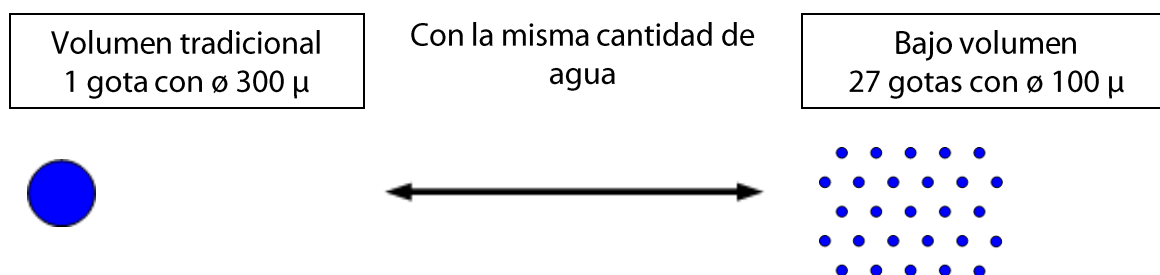 Volumen tradicional
1 gota con ø 300 µ
Con la misma cantidad de
agua
Bajo volumen
27 gotas con ø 100 µ